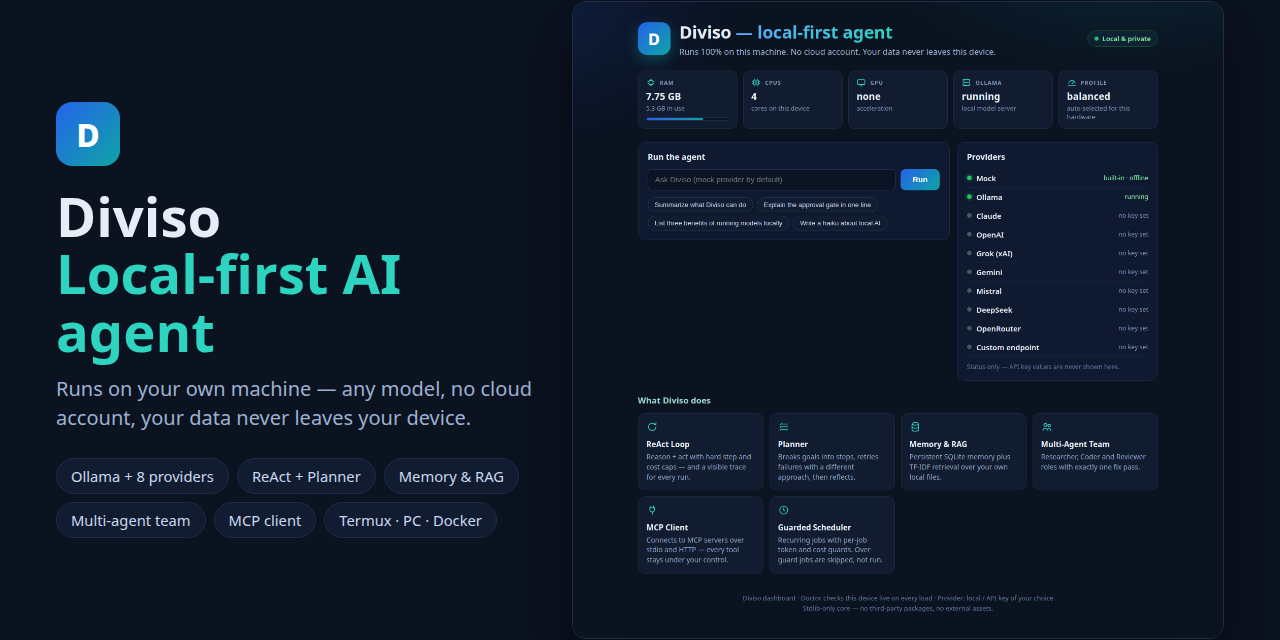 D
Diviso
Local-first AI
agent
Runs on your own machine — any model, no cloud
account, your data never leaves your device.
Ollama + 8 providers
ReAct + Planner
Memory & RAG
Multi-agent team
MCP client
Termux · PC · Docker
D
Diviso — local-first agent
Runs 100% on this machine. No cloud account. Your data never leaves this device.
Local & private
RAM
7.75 GB
5.3 GB in use
CPUS
4
cores on this device
GPU
none
acceleration
OLLAMA
running
local model server
PROFILE
balanced
auto-selected for this
hardware
Run the agent
Ask Diviso (mock provider by default)
Run
Summarize what Diviso can do
Explain the approval gate in one line
List three benefits of running models locally
Write a haiku about local AI
Providers
Mock built-in · offline
Ollama running
Claude no key set
OpenAI no key set
Grok (xAI) no key set
Gemini no key set
Mistral no key set
DeepSeek no key set
OpenRouter no key set
Custom endpoint no key set
Status only — API key values are never shown here.
What Diviso does
ReAct Loop
Reason + act with hard step and
cost caps — and a visible trace
for every run.
Planner
Breaks goals into steps, retries
failures with a different
approach, then reflects.
Memory & RAG
Persistent SQLite memory plus
TF-IDF retrieval over your own
local files.
Multi-Agent Team
Researcher, Coder and Reviewer
roles with exactly one fix pass.
MCP Client
Connects to MCP servers over
stdio and HTTP — every tool
stays under your control.
Guarded Scheduler
Recurring jobs with per-job
token and cost guards. Over-
guard jobs are skipped, not run.
Diviso dashboard · Doctor checks this device live on every load · Provider: local / API key of your choice
Stdlib-only core — no third-party packages, no external assets.